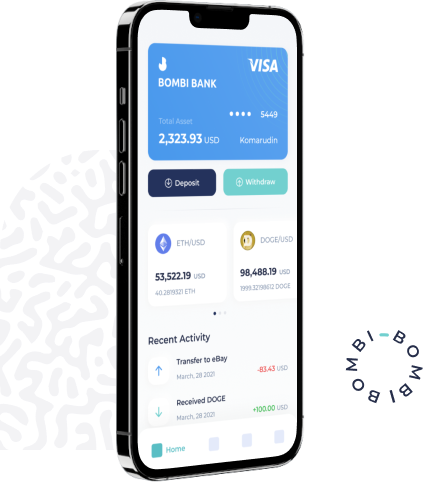 VISA
BOMBI BANK
•••• 5449
Total Asset
2,323.93 USD
Komarudin
Deposit
Withdraw
ETH/USD
DOGE/USD
53,522.19 USD
98,488.19 USD
40.2819321 ETH
1999.32198612 DOGE
Recent Activity
Transfer to eBay
-83.43 USD
March, 28 2021
Received DOGE
+100.00 USD
March, 28 2021
Home
BOMBI-BOMBI